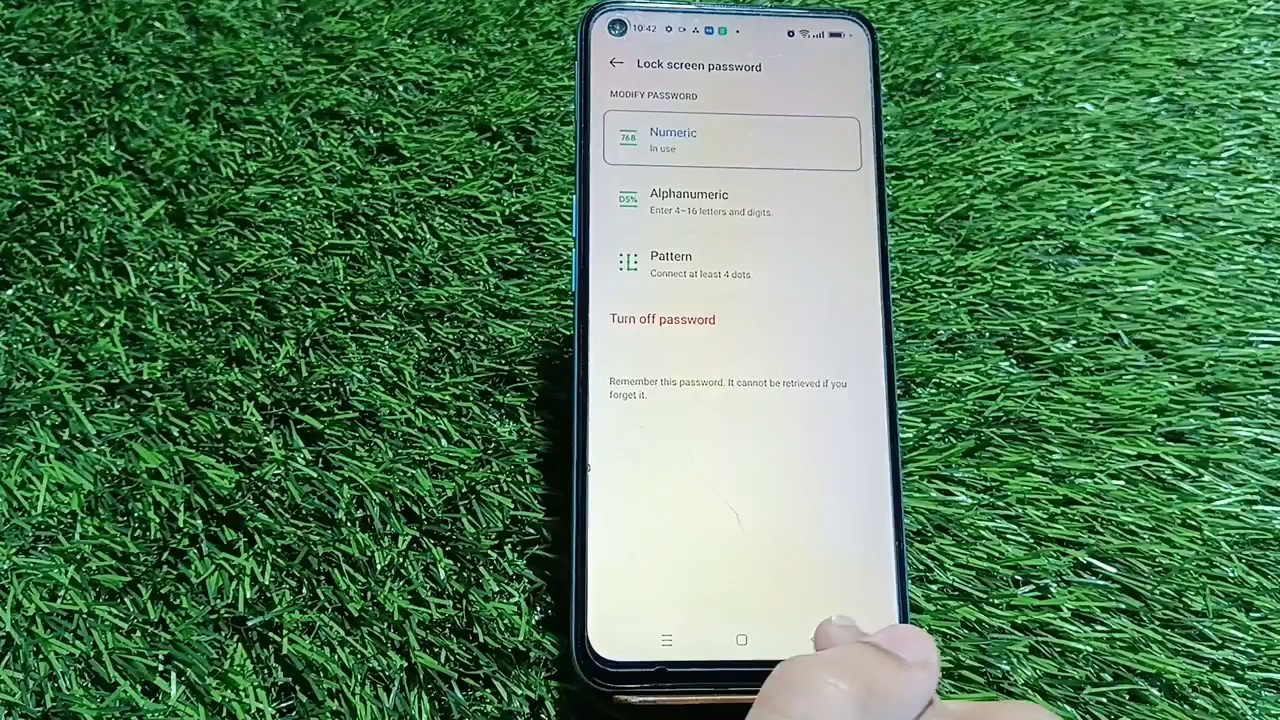 10:42
Lock screen password
MODIFY PASSWORD
768
Numeric
In use
D5%
Alphanumeric
Enter 4–16 letters and digits.
Pattern
Connect at least 4 dots.
Turn off password
Remember this password. It cannot be retrieved if you
forget it.